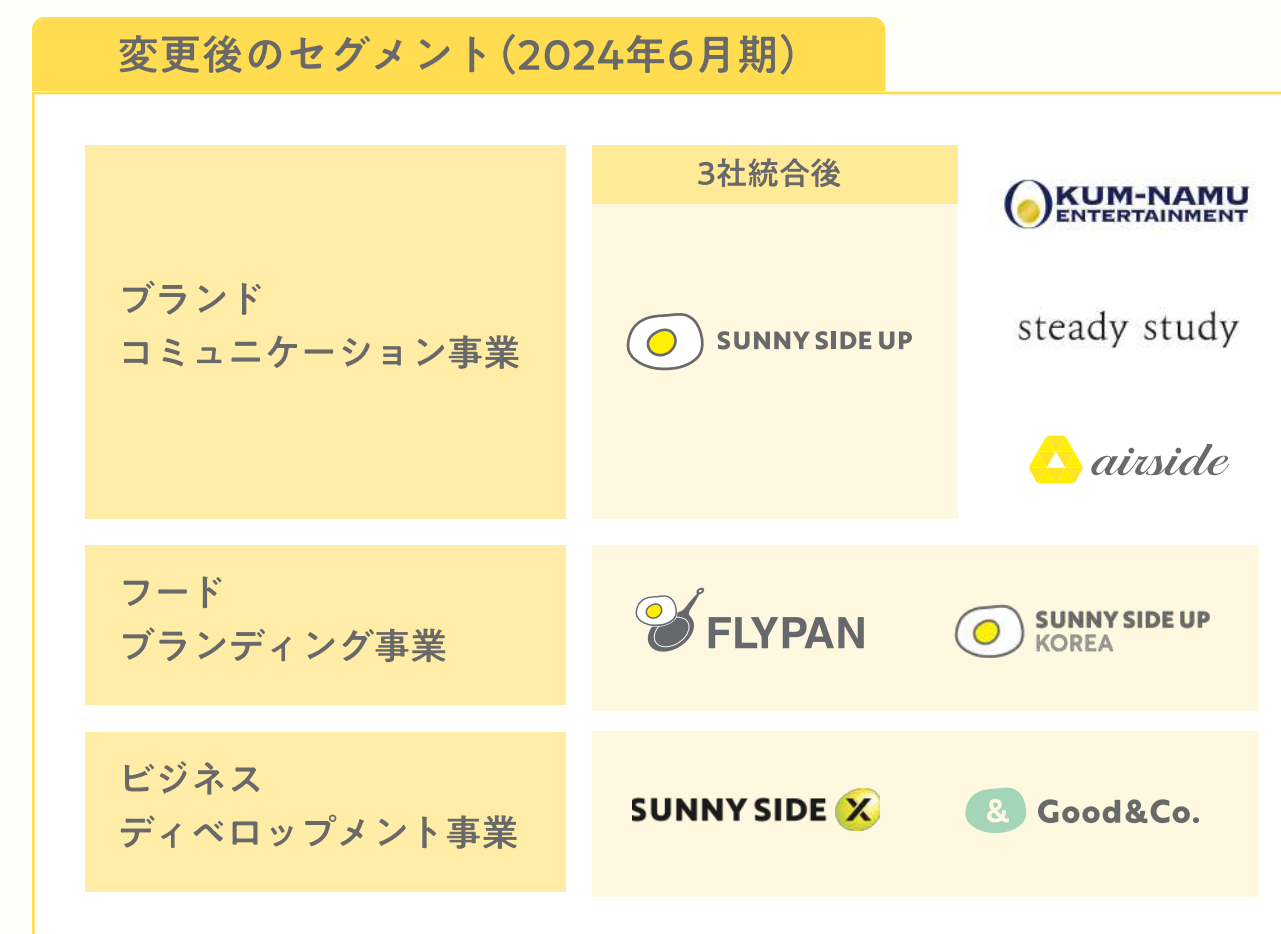 変更後のセグメント(2024年6月期)
ブランド
コミュニケーション事業
3社統合後
SUNNY SIDE UP
KUM-NAMU
ENTERTAINMENT
steady study
airside
フード
ブランディング事業
FLYPAN
SUNNY SIDE UP
KOREA
ビジネス
ディベロップメント事業
SUNNY SIDE X
& Good&Co.